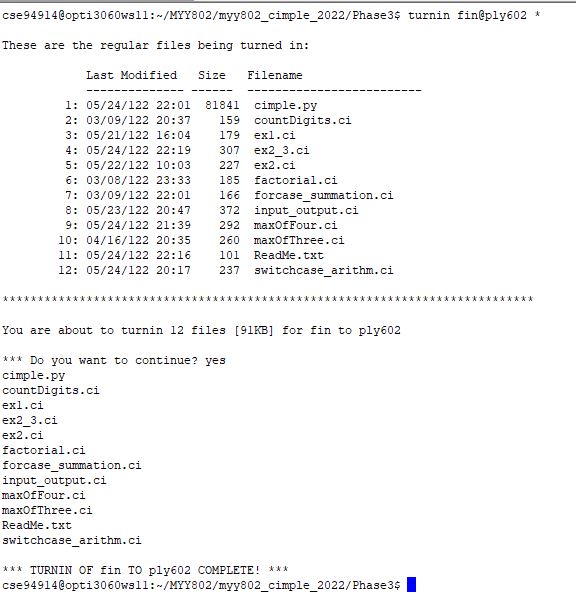 cse94914@opti3060ws11:~/MYY802/myy802_cimple_2022/Phase3$ turnin fin@ply602 *
These are the regular files being turned in:
Last Modified   Size   Filename
-------------- ------  -------------------------
1: 05/24/122 22:01  81841  cimple.py
2: 03/09/122 20:37    159  countDigits.ci
3: 05/21/122 16:04    179  ex1.ci
4: 05/24/122 22:19    307  ex2_3.ci
5: 05/22/122 10:03    227  ex2.ci
6: 03/08/122 23:33    185  factorial.ci
7: 03/09/122 22:01    166  forcase_summation.ci
8: 05/23/122 20:47    372  input_output.ci
9: 05/24/122 21:39    292  maxOfFour.ci
10: 04/16/122 20:35    260  maxOfThree.ci
11: 05/24/122 22:16    101  ReadMe.txt
12: 05/24/122 20:17    237  switchcase_arithm.ci
****************************************************************************
You are about to turnin 12 files [91KB] for fin to ply602
*** Do you want to continue? yes
cimple.py
countDigits.ci
ex1.ci
ex2_3.ci
ex2.ci
factorial.ci
forcase_summation.ci
input_output.ci
maxOfFour.ci
maxOfThree.ci
ReadMe.txt
switchcase_arithm.ci
*** TURNIN OF fin TO ply602 COMPLETE! ***
cse94914@opti3060ws11:~/MYY802/myy802_cimple_2022/Phase3$